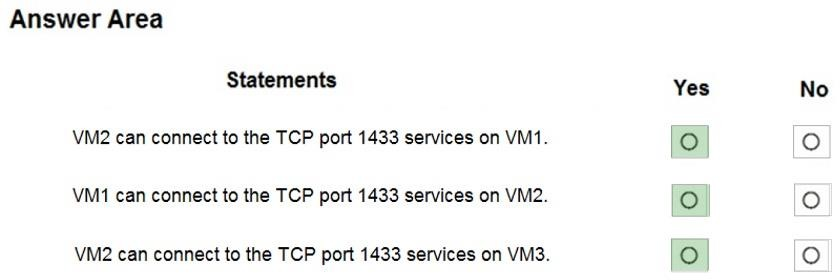 Answer Area
Statements Yes No
VM2 can connect to the TCP port 1433 services on VM1.
VM1 can connect to the TCP port 1433 services on VM2.
VM2 can connect to the TCP port 1433 services on VM3.